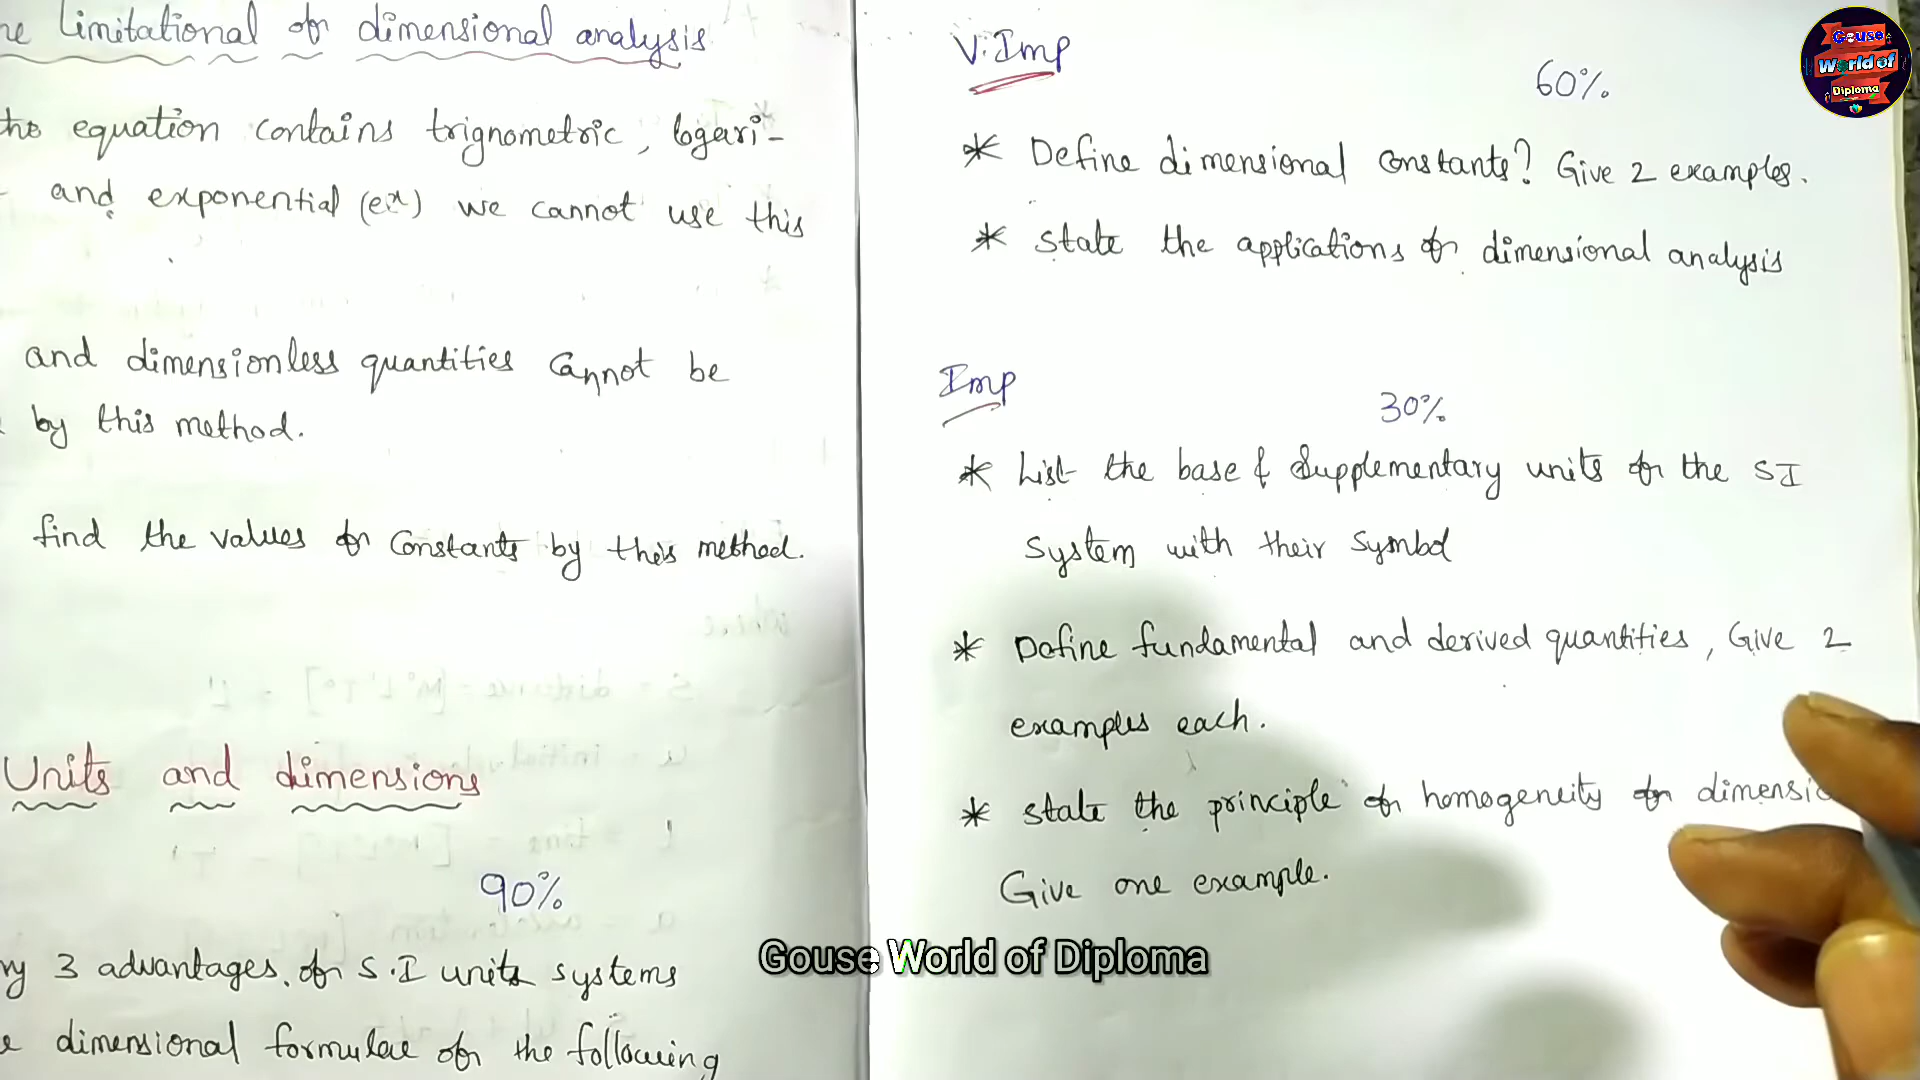 limitational of dimensional analysis
the equation contains trignometric, logari-
and exponential (ex) we cannot use this
and dimensionless quantities cannot be
by this method.
find the values of constants by this method.
Units and dimensions
90%
3 advantages of S.I units systems
dimensional formulae of the following
V.Imp
60%
* Define dimensional constants? Give 2 examples.
* state the applications of dimensional analysis
Imp
30%
* List the base & Supplementary units of the SI
system with their symbol
* Define fundamental and derived quantities, Give 2
examples each.
* state the principle of homogeneity of dimensio
Give one example.
Gouse World of Diploma
Gouse
World of
Diploma